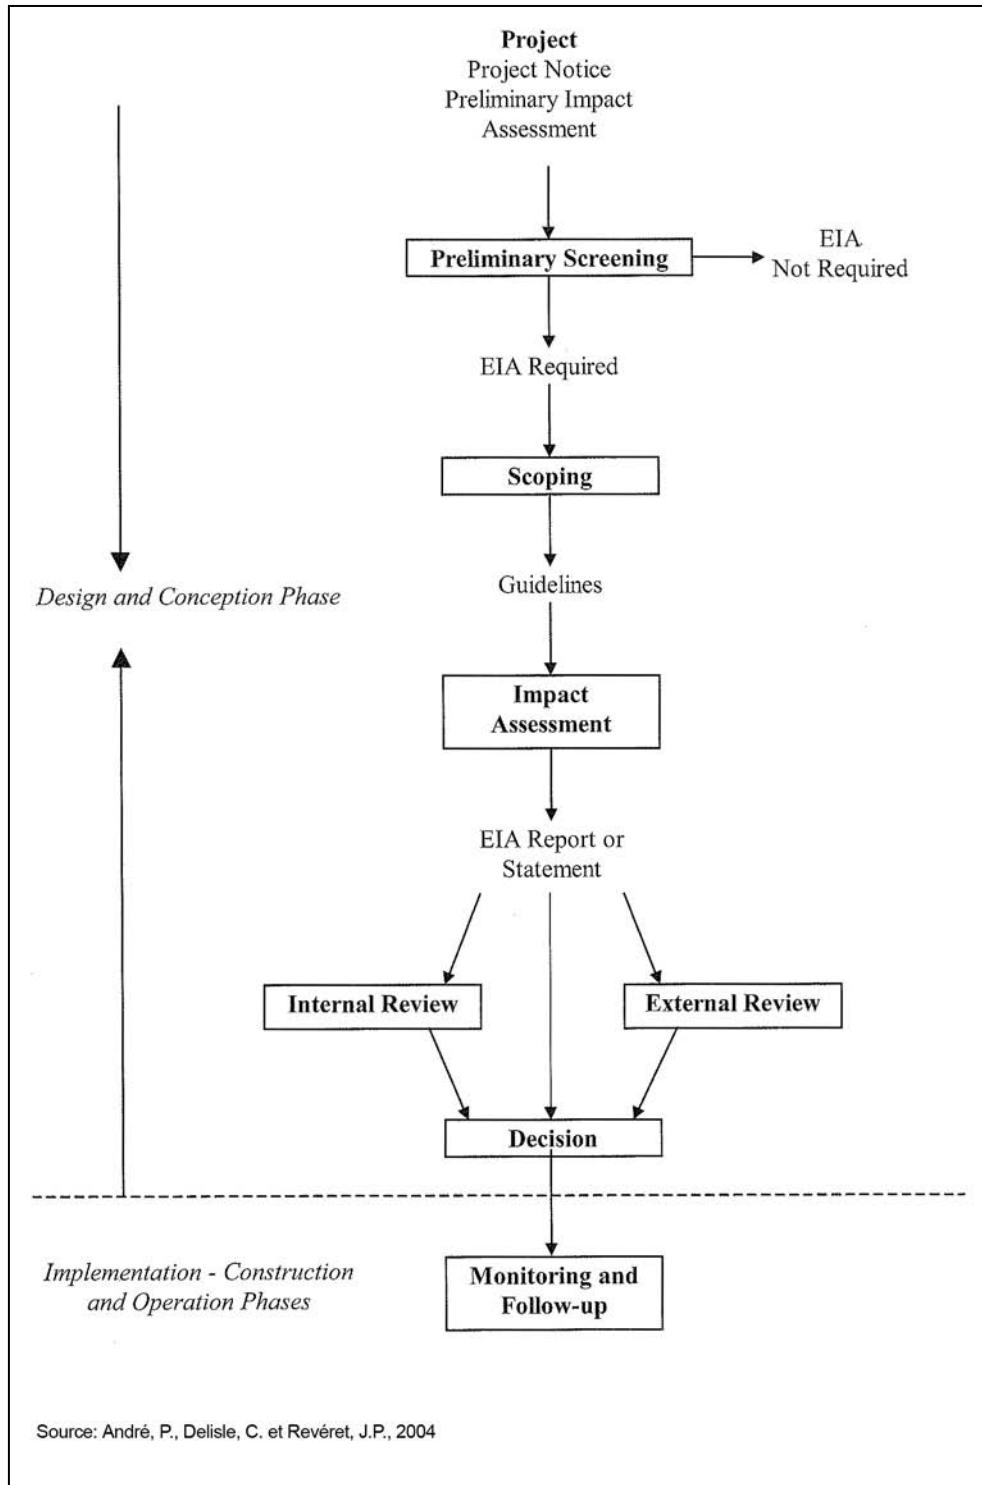 Project
Project Notice
Preliminary Impact
Assessment
Preliminary Screening
EIA
Not Required
EIA Required
Scoping
Guidelines
Design and Conception Phase
Impact
Assessment
EIA Report or
Statement
Internal Review
External Review
Decision
Implementation - Construction
and Operation Phases
Monitoring and
Follow-up
Source: André, P., Delisle, C. et Revéret, J.P., 2004